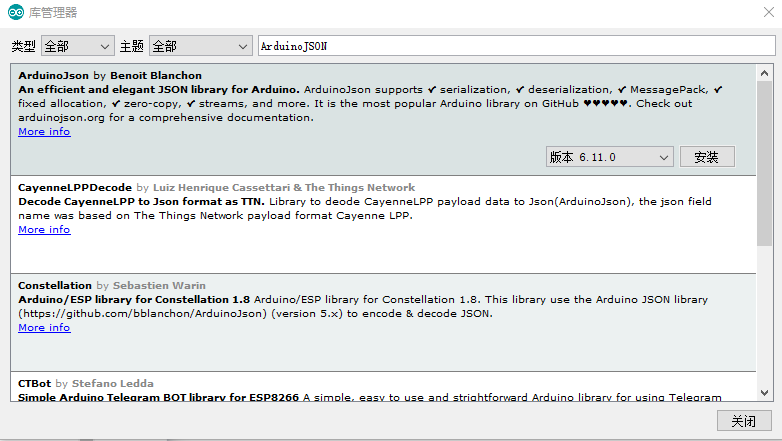 库管理器
类型 全部 主题 全部 ArduinoJSON
ArduinoJson by Benoit Blanchon
An efficient and elegant JSON library for Arduino. ArduinoJson supports ✔ serialization, ✔ deserialization, ✔ MessagePack, ✔
fixed allocation, ✔ zero-copy, ✔ streams, and more. It is the most popular Arduino library on GitHub ♥♥♥♥♥. Check out
arduinojson.org for a comprehensive documentation.
More info
版本 6.11.0 安装
CayenneLPPDecode by Luiz Henrique Cassettari & The Things Network
Decode CayenneLPP to Json format as TTN. Library to deode CayenneLPP payload data to Json(ArduinoJson), the json field
name was based on The Things Network payload format Cayenne LPP.
More info
Constellation by Sebastien Warin
Arduino/ESP library for Constellation 1.8 Arduino/ESP library for Constellation 1.8. This library use the Arduino JSON library
(https://github.com/bblanchon/ArduinoJson) (version 5.x) to encode & decode JSON.
More info
CTBot by Stefano Ledda
Simple Arduino Telegram BOT library for ESP8266 A simple, easy to use and strightforward Arduino library for using Telegram
关闭